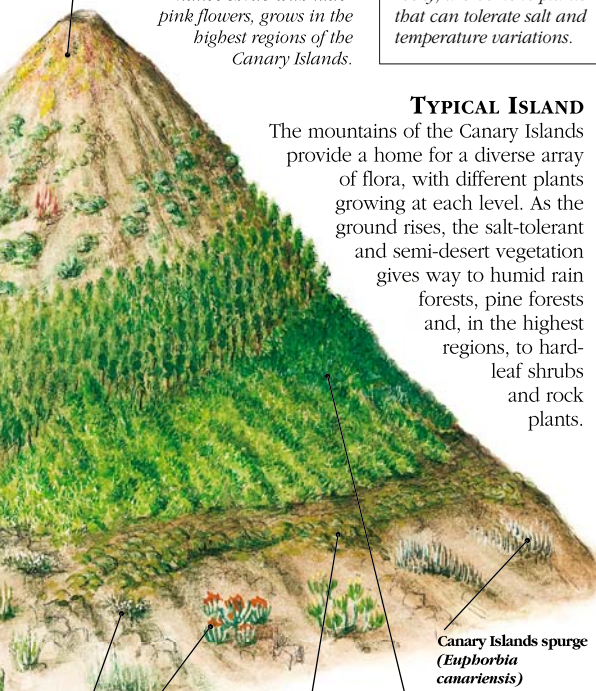 pink flowers, grows in the
highest regions of the
Canary Islands.
that can tolerate salt and
temperature variations.
TYPICAL ISLAND
The mountains of the Canary Islands
provide a home for a diverse array
of flora, with different plants
growing at each level. As the
ground rises, the salt-tolerant
and semi-desert vegetation
gives way to humid rain
forests, pine forests
and, in the highest
regions, to hard-
leaf shrubs
and rock
plants.
Canary Islands spurge
(Euphorbia
canariensis)